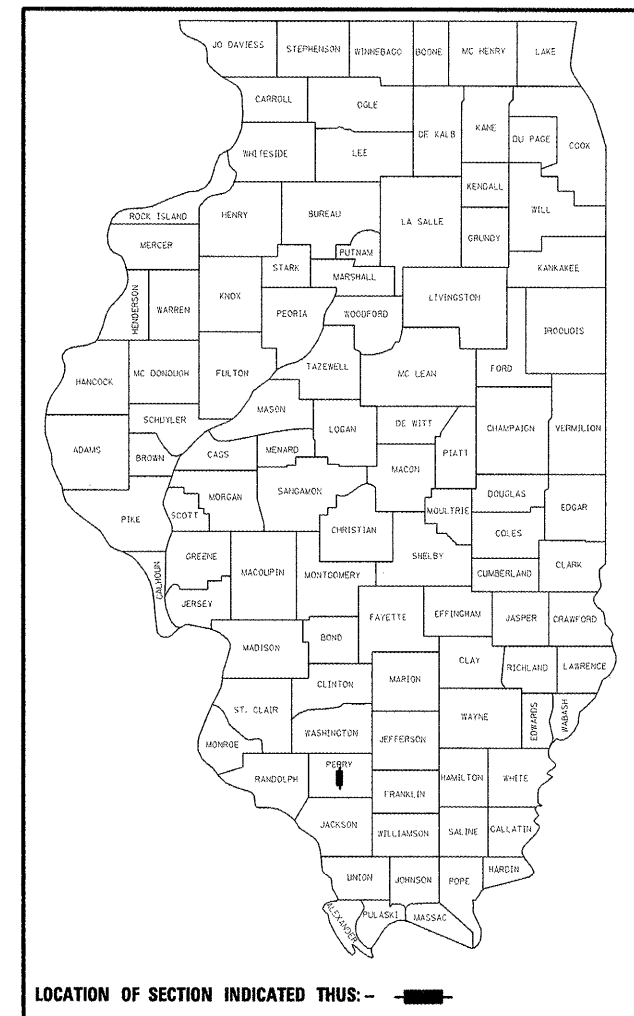 JO DAVIESS STEPHENSON WINNEBAGO BOONE MC HENRY LAKE
CARROLL OGLE DE KALB KANE DU PAGE COOK
WHITESIDE LEE
KENDALL WILL
ROCK ISLAND HENRY BUREAU LA SALLE GRUNDY
MERCER PUTNAM
STARK MARSHALL KANKAKEE
HENDERSON WARREN KNOX PEORIA WOODFORD LIVINGSTON IROQUOIS
HANCOCK MC DONOUGH FULTON TAZEWELL MC LEAN FORD
SCHUYLER MASON LOGAN DE WITT CHAMPAIGN VERMILION
ADAMS BROWN CASS MENARD MACON PIATT
PIKE SCOTT MORGAN SANGAMON CHRISTIAN MOULTRIE DOUGLAS EDGAR
COLES
CALHOUN GREENE MACOUPIN MONTGOMERY SHELBY CUMBERLAND CLARK
JERSEY FAYETTE EFFINGHAM JASPER CRAWFORD
MADISON BOND
CLINTON MARION CLAY RICHLAND LAWRENCE
ST. CLAIR WAYNE EDWARDS WABASH
MONROE WASHINGTON JEFFERSON
RANDOLPH PERRY FRANKLIN HAMILTON WHITE
JACKSON WILLIAMSON SALINE GALLATIN
UNION JOHNSON POPE HARDIN
ALEXANDER PULASKI MASSAC
LOCATION OF SECTION INDICATED THUS: -